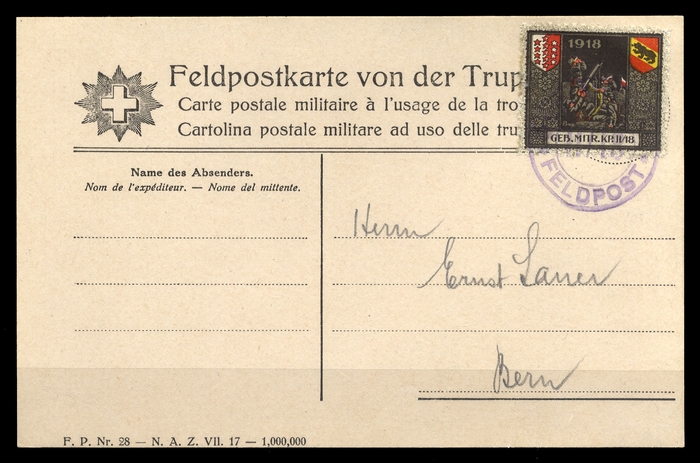 Feldpostkarte von der Trup
Carte postale militaire à l'usage de la tro
Cartolina postale militare ad uso delle tru
1918
GEB. MITR. KP. II/18
FELDPOST
Name des Absenders.
Nom de l'expéditeur. — Nome del mittente.
Herrn
Ernst Lauer
Bern
F. P. Nr. 28 — N. A. Z. VII. 17 — 1,000,000